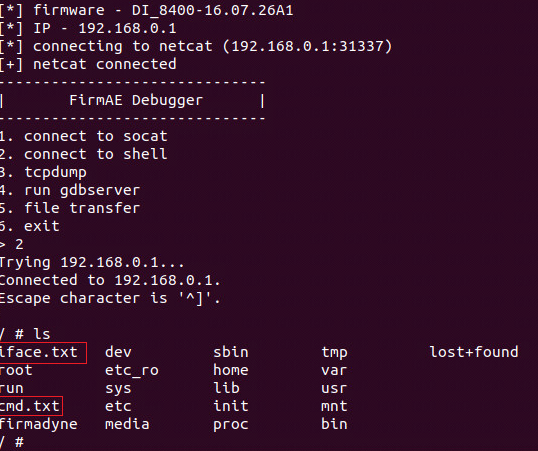 [*] firmware - DI_8400-16.07.26A1
[*] IP - 192.168.0.1
[*] connecting to netcat (192.168.0.1:31337)
[+] netcat connected
------------------------------
|       FirmAE Debugger      |
------------------------------
1. connect to socat
2. connect to shell
3. tcpdump
4. run gdbserver
5. file transfer
6. exit
> 2
Trying 192.168.0.1...
Connected to 192.168.0.1.
Escape character is '^]'.
/ # ls
iface.txt   dev         sbin        tmp         lost+found
root        etc_ro      home        var
run         sys         lib         usr
cmd.txt     etc         init        mnt
firmadyne   media       proc        bin
/ #